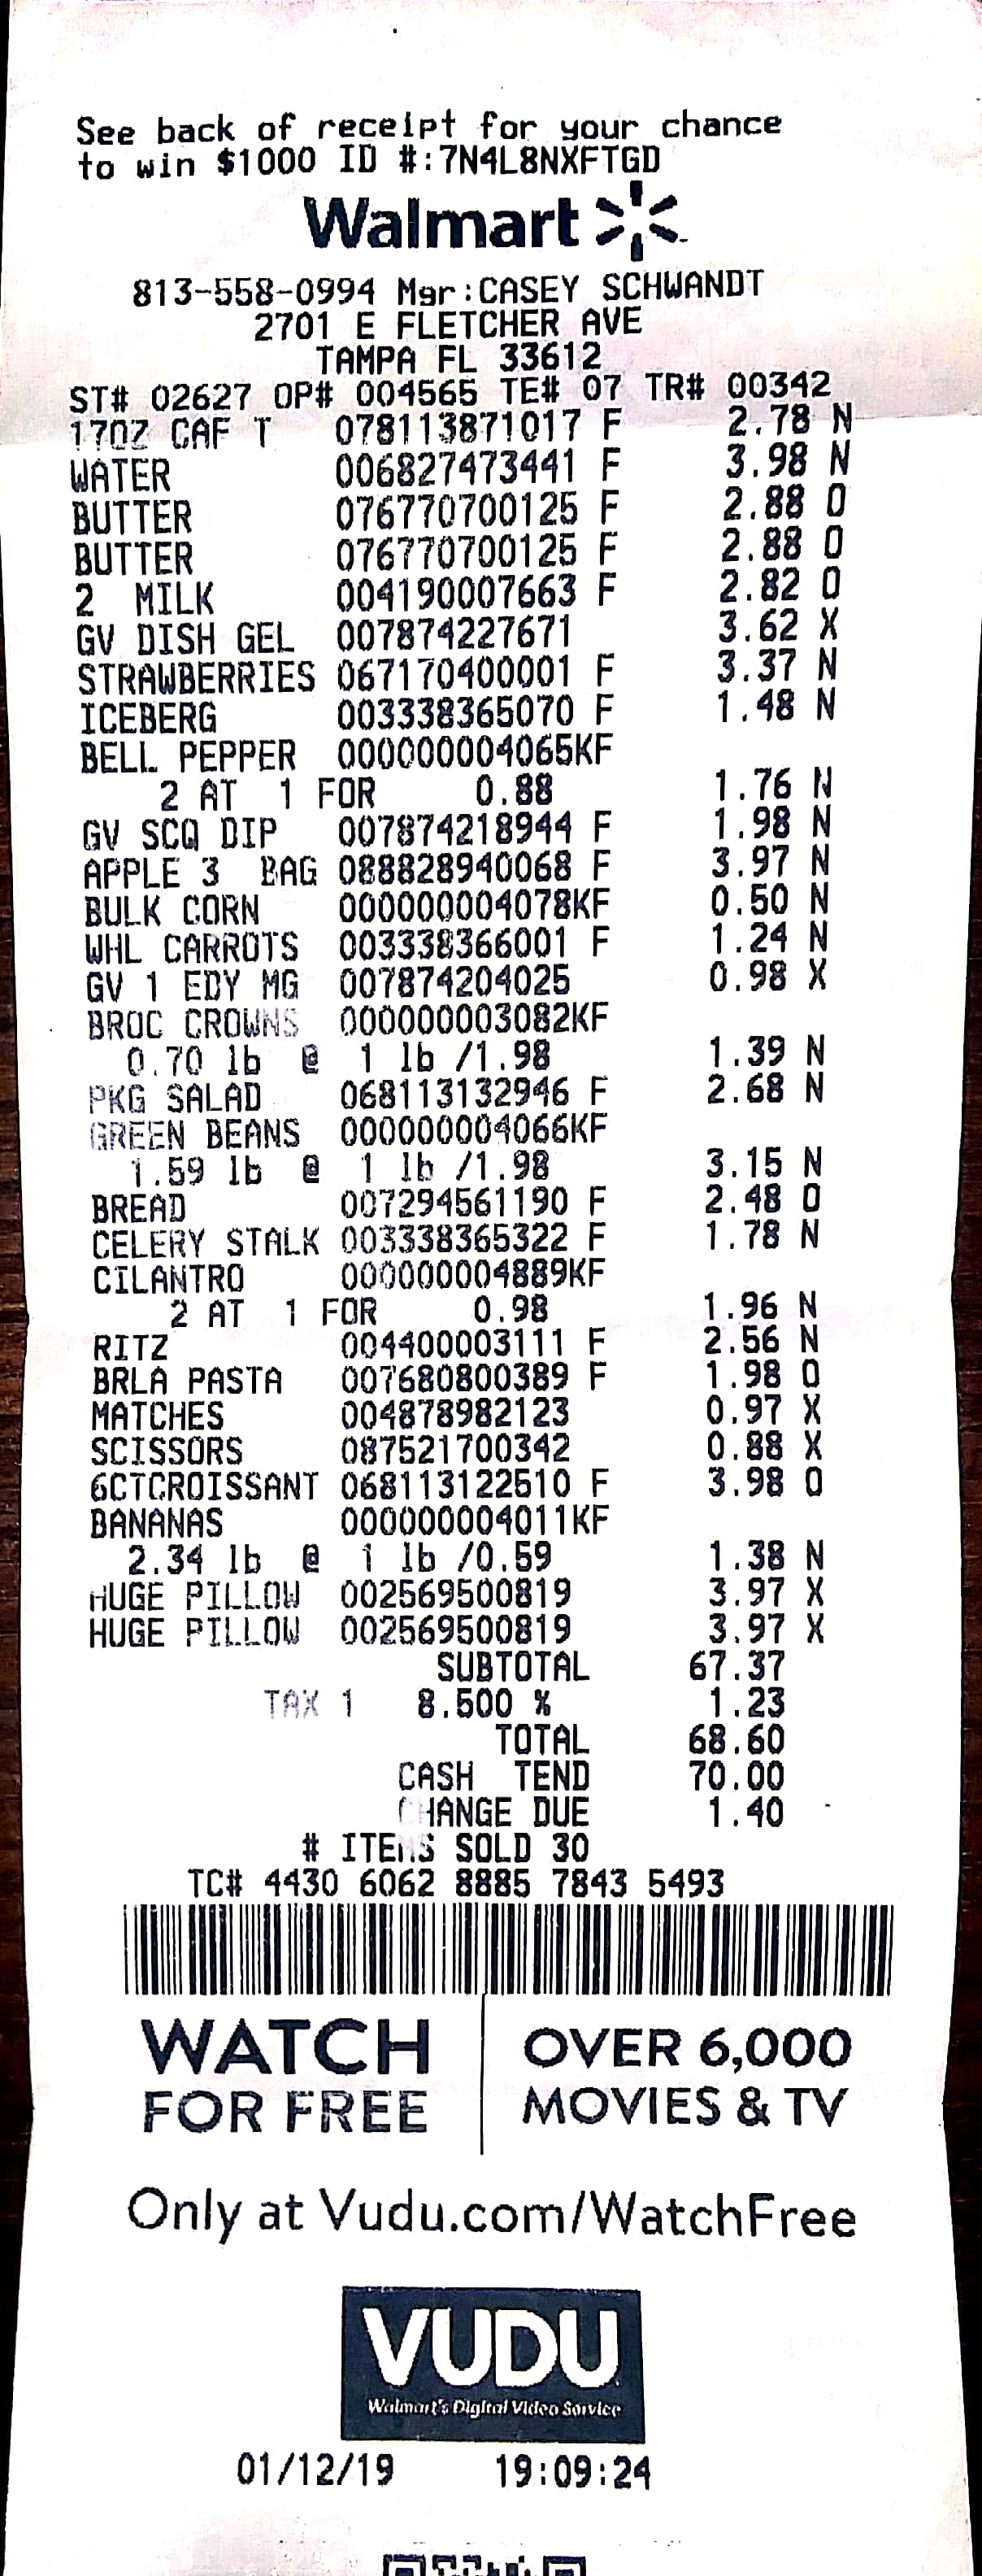 See back of receipt for your chance
to win $1000 ID #:7N4L8NXFTGD
Walmart
813-558-0994 Mgr:CASEY SCHWANDT
2701 E FLETCHER AVE
TAMPA FL 33612
ST# 02627 OP# 004565 TE# 07 TR# 00342
17OZ CAF T 078113871017 F 2.78 N
WATER 006827473441 F 3.98 N
BUTTER 076770700125 F 2.88 O
BUTTER 076770700125 F 2.88 O
2 MILK 004190007663 F 2.82 O
GV DISH GEL 007874227671 3.62 X
STRAWBERRIES 067170400001 F 3.37 N
ICEBERG 003338365070 F 1.48 N
BELL PEPPER 000000004065KF
2 AT 1 FOR 0.88 1.76 N
GV SCQ DIP 007874218944 F 1.98 N
APPLE 3 BAG 088828940068 F 3.97 N
BULK CORN 000000004078KF 0.50 N
WHL CARROTS 003338366001 F 1.24 N
GV 1 EDY MG 007874204025 0.98 X
BROC CROWNS 000000003082KF
0.70 lb @ 1 lb /1.98 1.39 N
PKG SALAD 068113132946 F 2.68 N
GREEN BEANS 000000004066KF
1.59 lb @ 1 lb /1.98 3.15 N
BREAD 007294561190 F 2.48 O
CELERY STALK 003338365322 F 1.78 N
CILANTRO 000000004889KF
2 AT 1 FOR 0.98 1.96 N
RITZ 004400003111 F 2.56 N
BRLA PASTA 007680800389 F 1.98 O
MATCHES 004878982123 0.97 X
SCISSORS 087521700342 0.88 X
6CTCROISSANT 068113122510 F 3.98 O
BANANAS 000000004011KF
2.34 lb @ 1 lb /0.59 1.38 N
HUGE PILLOW 002569500819 3.97 X
HUGE PILLOW 002569500819 3.97 X
SUBTOTAL 67.37
TAX 1 8.500 % 1.23
TOTAL 68.60
CASH TEND 70.00
CHANGE DUE 1.40
# ITEMS SOLD 30
TC# 4430 6062 8885 7843 5493
WATCH FOR FREE
OVER 6,000 MOVIES & TV
Only at Vudu.com/WatchFree
VUDU
Walmart's Digital Video Service
01/12/19 19:09:24